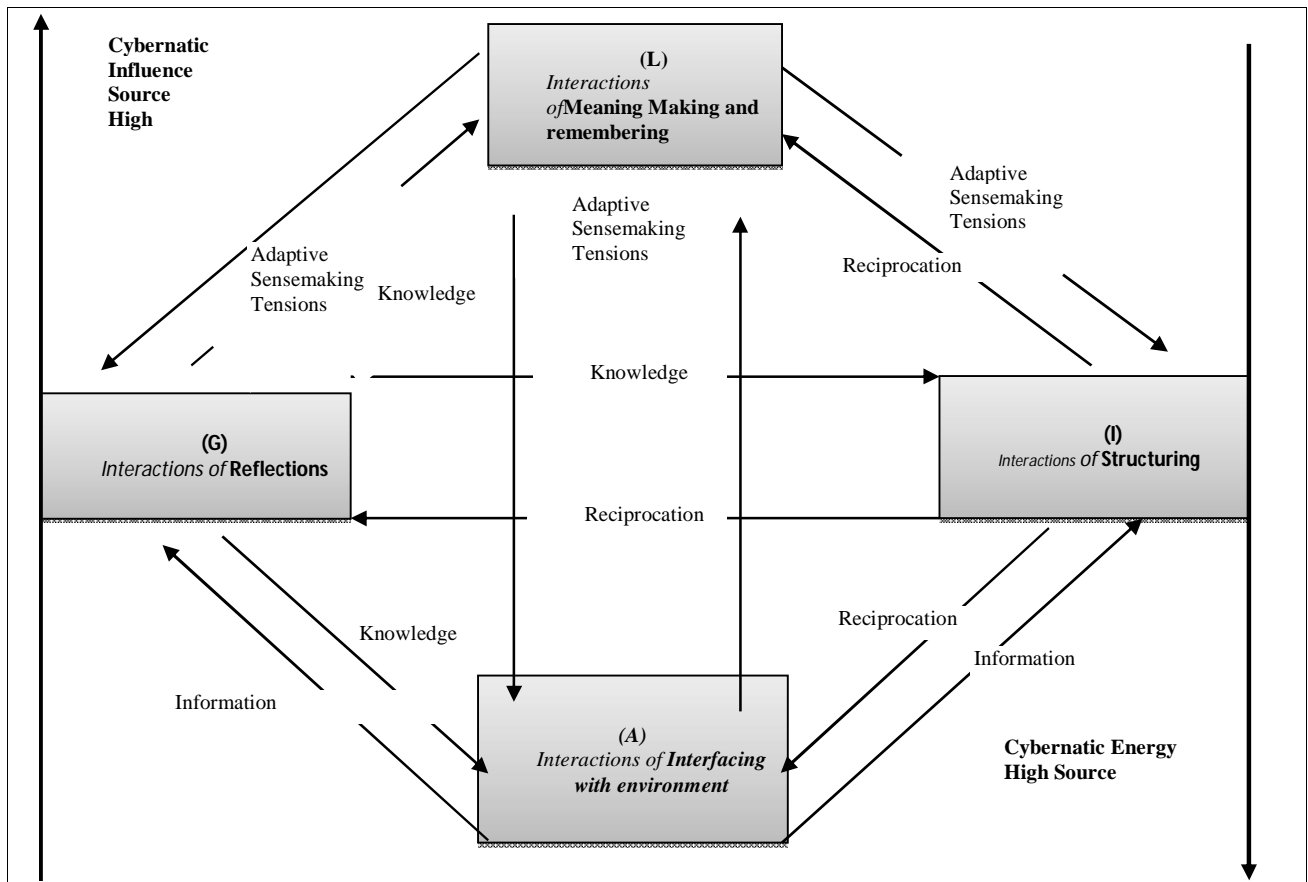 Cybernatic
Influence
Source
High
(L)
Interactions
ofMeaning Making and
remembering
Adaptive
Sensemaking
Tensions
Adaptive
Sensemaking
Tensions
Reciprocation
Adaptive
Sensemaking
Tensions
Knowledge
Knowledge
(G)
Interactions of Reflections
(I)
Interactions of Structuring
Reciprocation
Knowledge
Reciprocation
Information
Information
(A)
Interactions of Interfacing
with environment
Cybernatic Energy
High Source